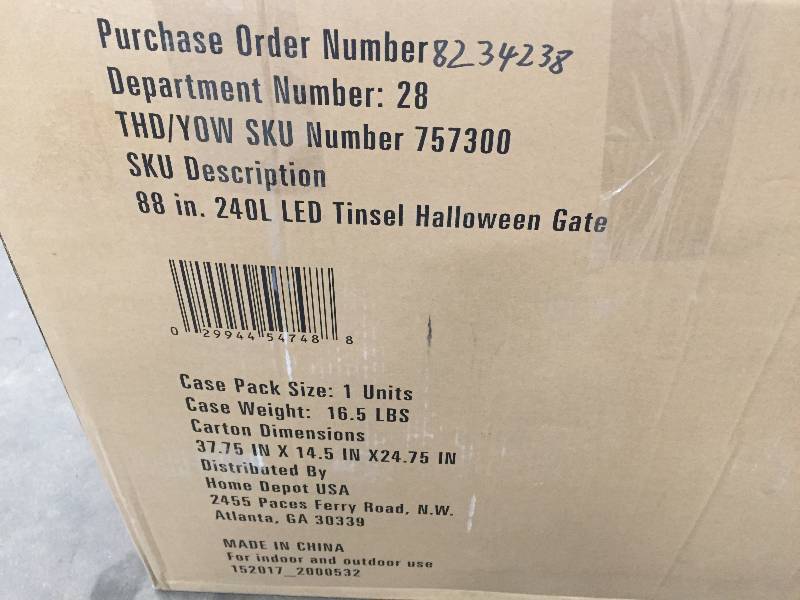 Purchase Order Number 8234238
Department Number: 28
THD/YOW SKU Number 757300
SKU Description
88 in. 240L LED Tinsel Halloween Gate
0 29944 54748 8
Case Pack Size: 1 Units
Case Weight: 16.5 LBS
Carton Dimensions
37.75 IN X 14.5 IN X24.75 IN
Distributed By
Home Depot USA
2455 Paces Ferry Road, N.W.
Atlanta, GA 30339
MADE IN CHINA
For indoor and outdoor use
152017_2000532